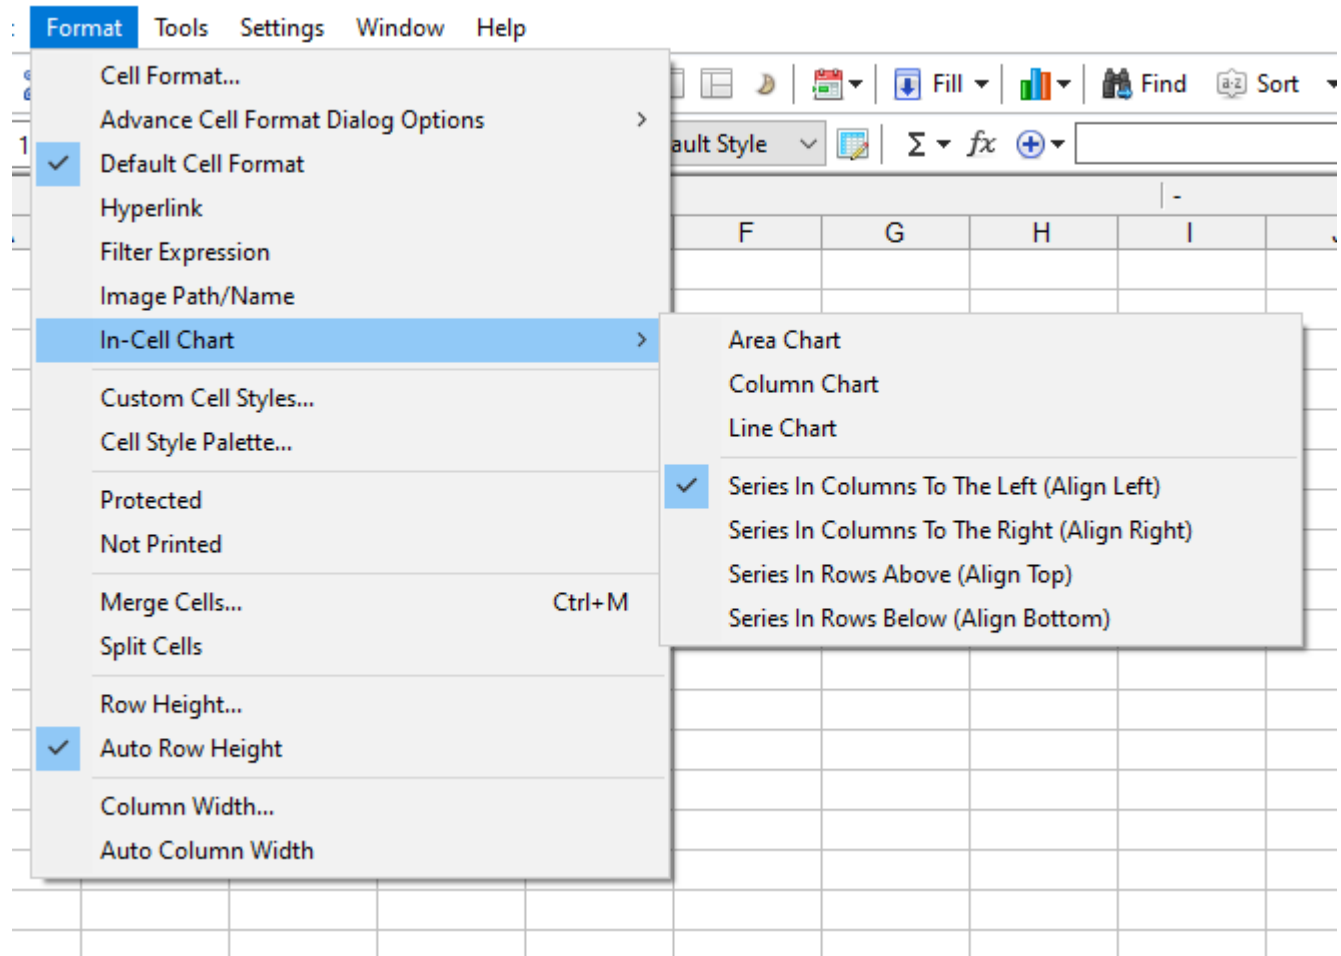 Format Tools Settings Window Help
Cell Format...
Advance Cell Format Dialog Options
Default Cell Format
Hyperlink
Filter Expression
Image Path/Name
In-Cell Chart
Custom Cell Styles...
Cell Style Palette...
Protected
Not Printed
Merge Cells... Ctrl+M
Split Cells
Row Height...
Auto Row Height
Column Width...
Auto Column Width
Fill Find a·z Sort
1 ault Style Σ fx
-
F G H I J
Area Chart
Column Chart
Line Chart
Series In Columns To The Left (Align Left)
Series In Columns To The Right (Align Right)
Series In Rows Above (Align Top)
Series In Rows Below (Align Bottom)